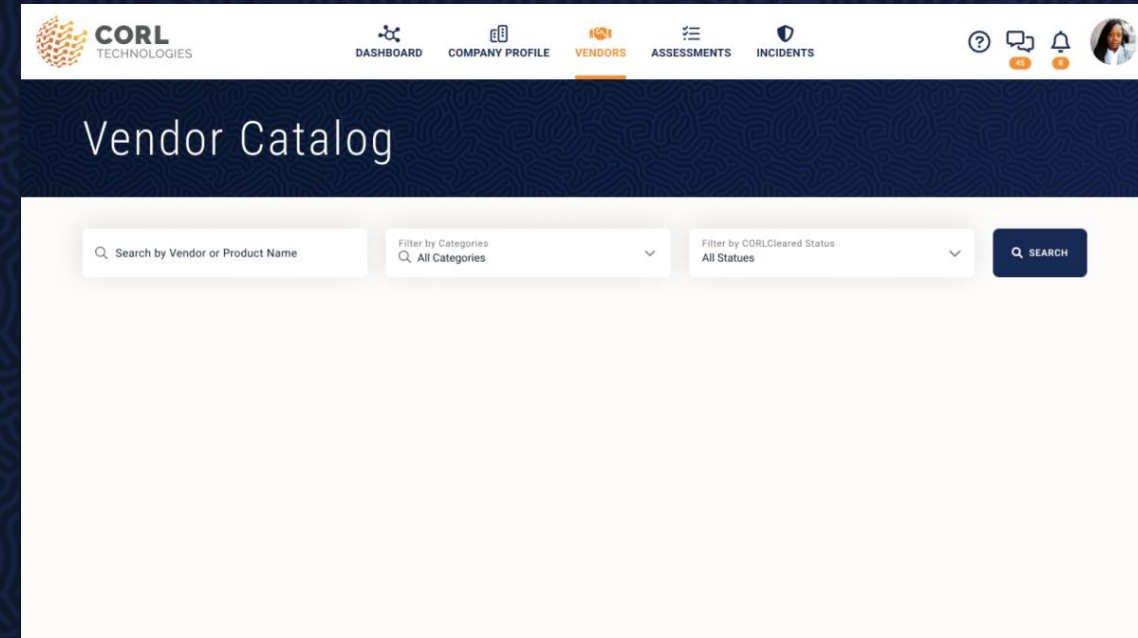 CORL
TECHNOLOGIES
DASHBOARD
COMPANY PROFILE
VENDORS
ASSESSMENTS
INCIDENTS
45
8
Vendor Catalog
Search by Vendor or Product Name
Filter by Categories
All Categories
Filter by CORLCleared Status
All Statues
SEARCH